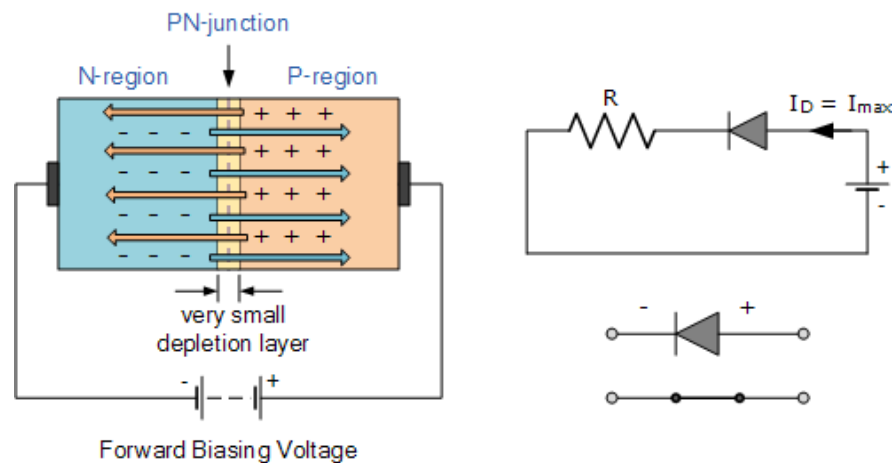 PN-junction
N-region
P-region
+ + +
- - -
+ + +
- - -
+ + +
- - -
+ + +
- - -
very small
depletion layer
- +
Forward Biasing Voltage
R
I_D = I_max
+
-
- +